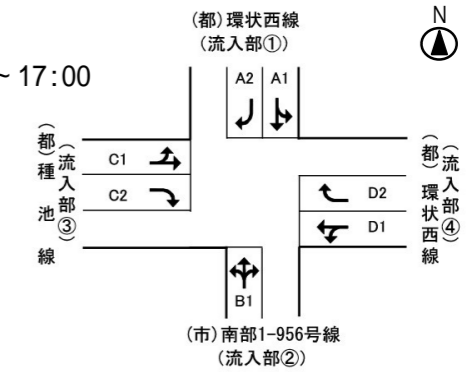 (都)環状西線
(流入部①)
N
~ 17:00
A2 A1
(都)種池線
(流入部③)
C1
C2
D2
D1
(流入部④)
(都)環状西線
B1
(市)南部1-956号線
(流入部②)